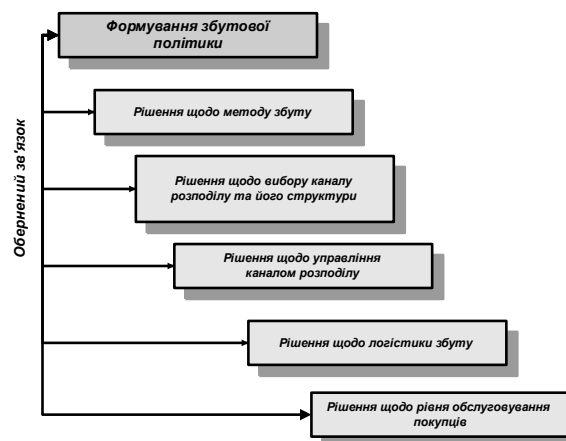 Формування збутової
політики
Рішення щодо методу збуту
Рішення щодо вибору каналу
розподілу та його структури
Рішення щодо управління
каналом розподілу
Рішення щодо логістики збуту
Рішення щодо рівня обслуговування
покупців
Обернений зв'язок